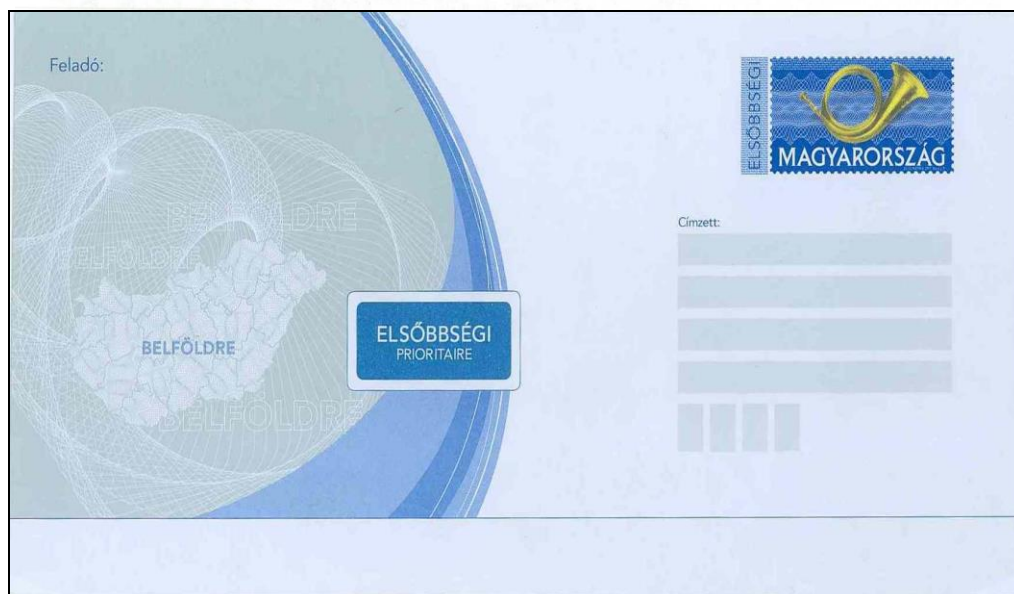 Feladó:
ELSŐBBSÉGI
MAGYARORSZÁG
Címzett:
BELFÖLDRE
BELFÖLDRE
BELFÖLDRE
BELFÖLDRE
ELSŐBBSÉGI
PRIORITAIRE